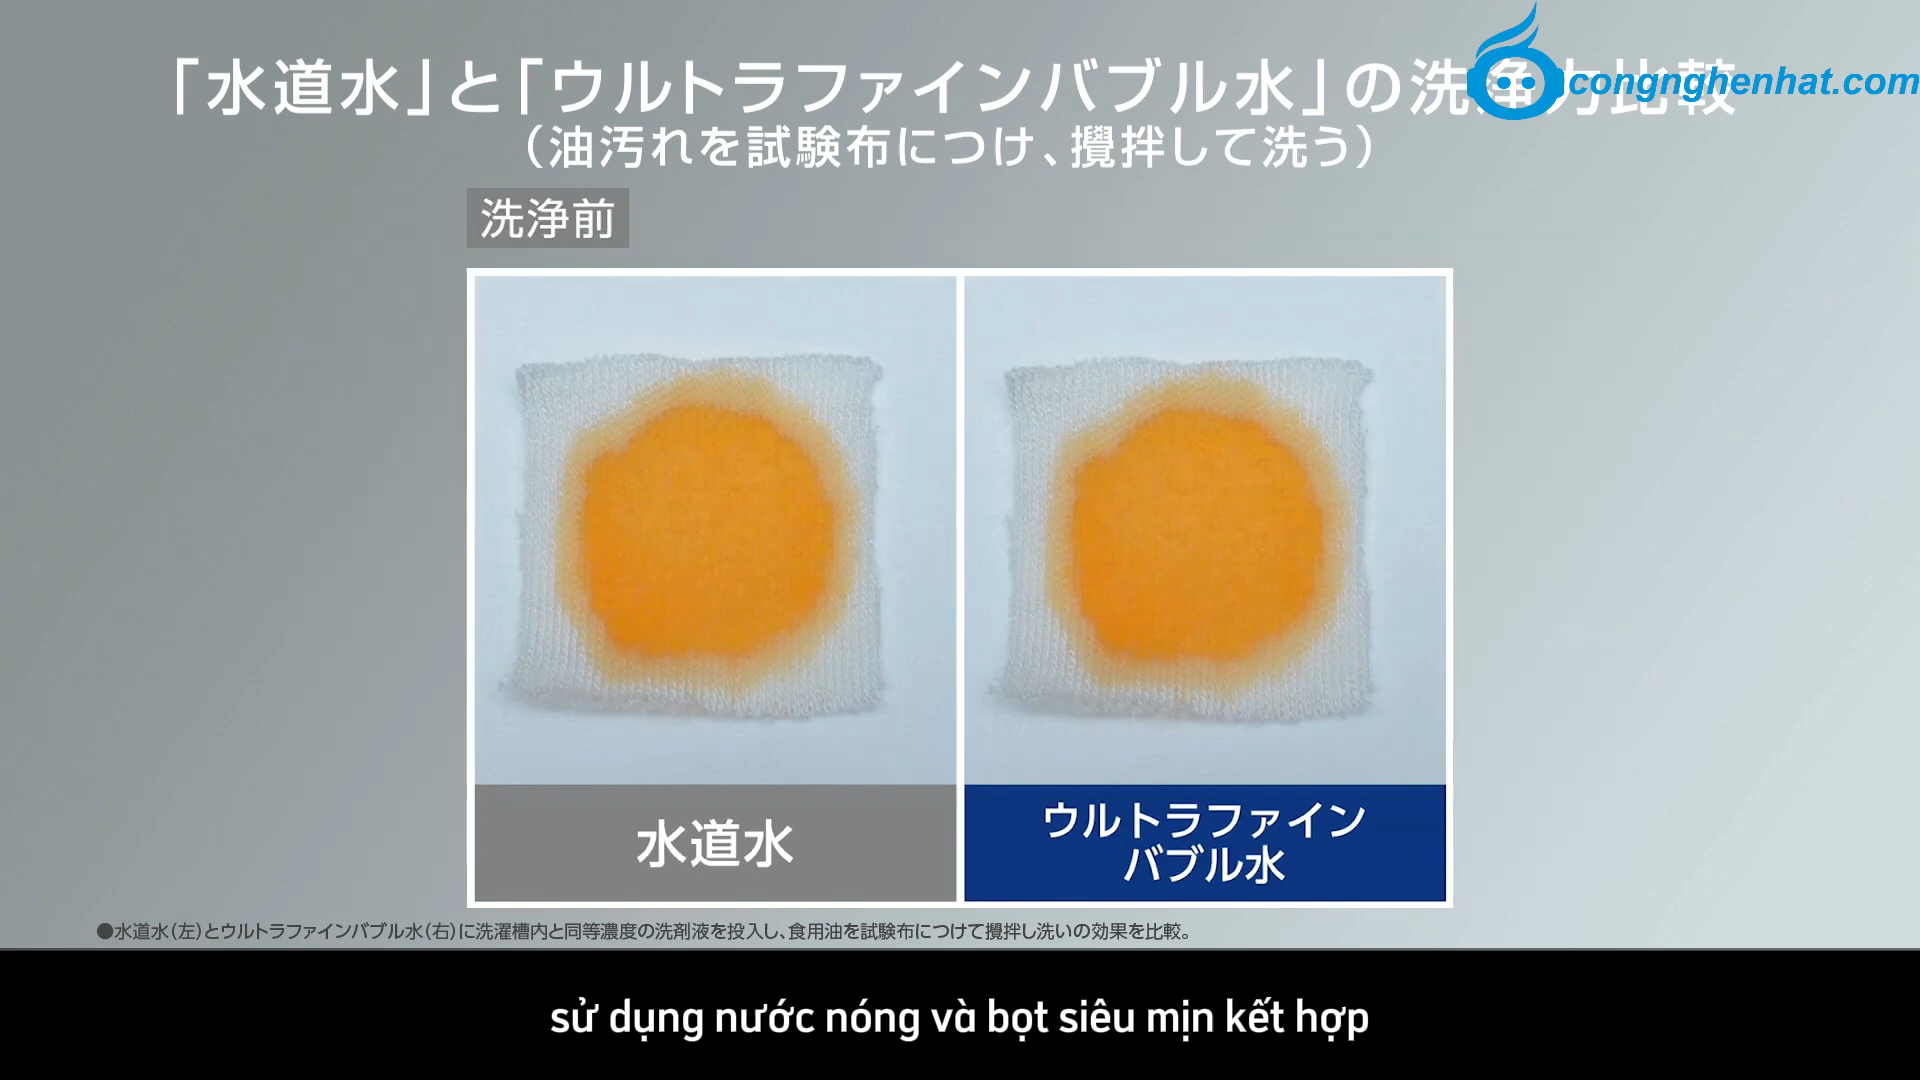 「水道水」と「ウルトラファインバブル水」の洗浄力比較
congnghenhat.com
（油汚れを試験布につけ、攪拌して洗う）
洗浄前
水道水
ウルトラファイン
バブル水
●水道水（左）とウルトラファインバブル水（右）に洗濯槽内と同等濃度の洗剤液を投入し、食用油を試験布につけて攪拌し洗いの効果を比較。
sử dụng nước nóng và bọt siêu mịn kết hợp